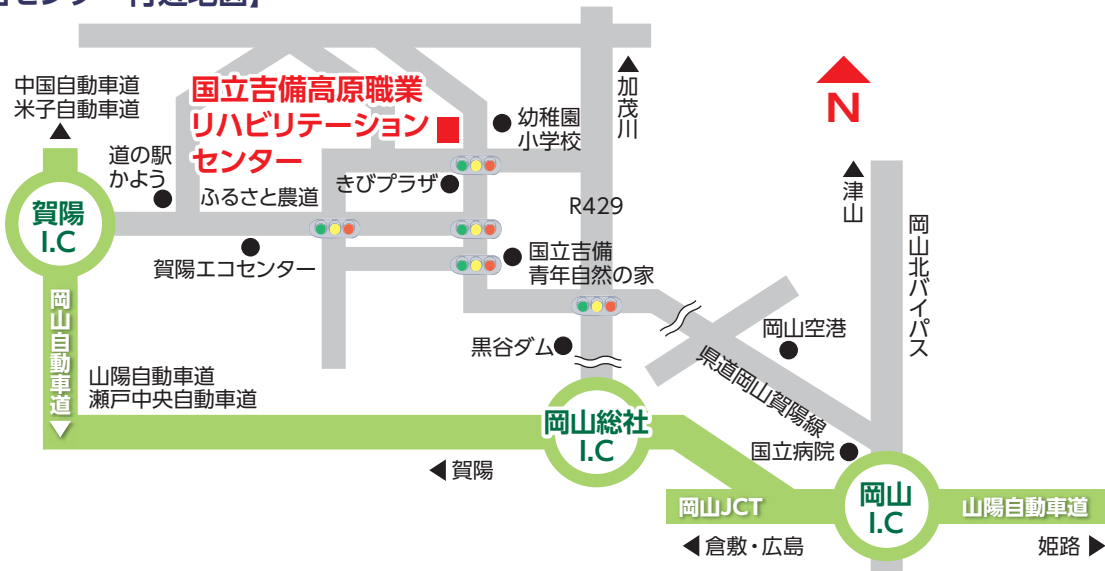 センター 付近地図】
中国自動車道
米子自動車道
国立吉備高原職業
リハビリテーション
センター
幼稚園
小学校
加茂川
N
道の駅
かよう
ふるさと農道
きびプラザ
賀陽
I.C
R429
津山
岡山北バイパス
賀陽エコセンター
国立吉備
青年自然の家
岡山自動車道
黒谷ダム
岡山空港
県道岡山賀陽線
山陽自動車道
瀬戸中央自動車道
岡山総社
I.C
賀陽
国立病院
岡山JCT
岡山
I.C
山陽自動車道
倉敷・広島
姫路